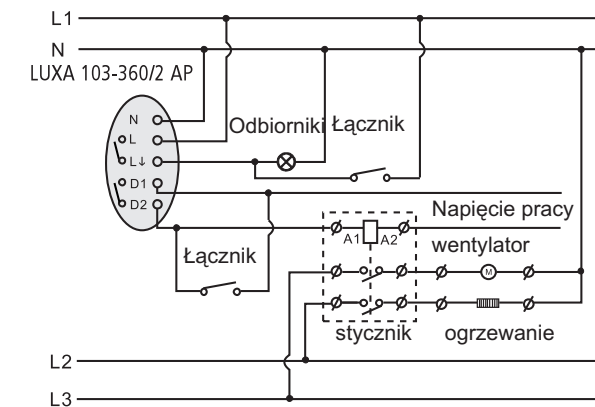 L1
N
LUXA 103-360/2 AP
N
L
L↓
D1
D2
Odbiorniki Łącznik
Łącznik
Napięcie pracy
A1 A2
wentylator
M
stycznik ogrzewanie
L2
L3